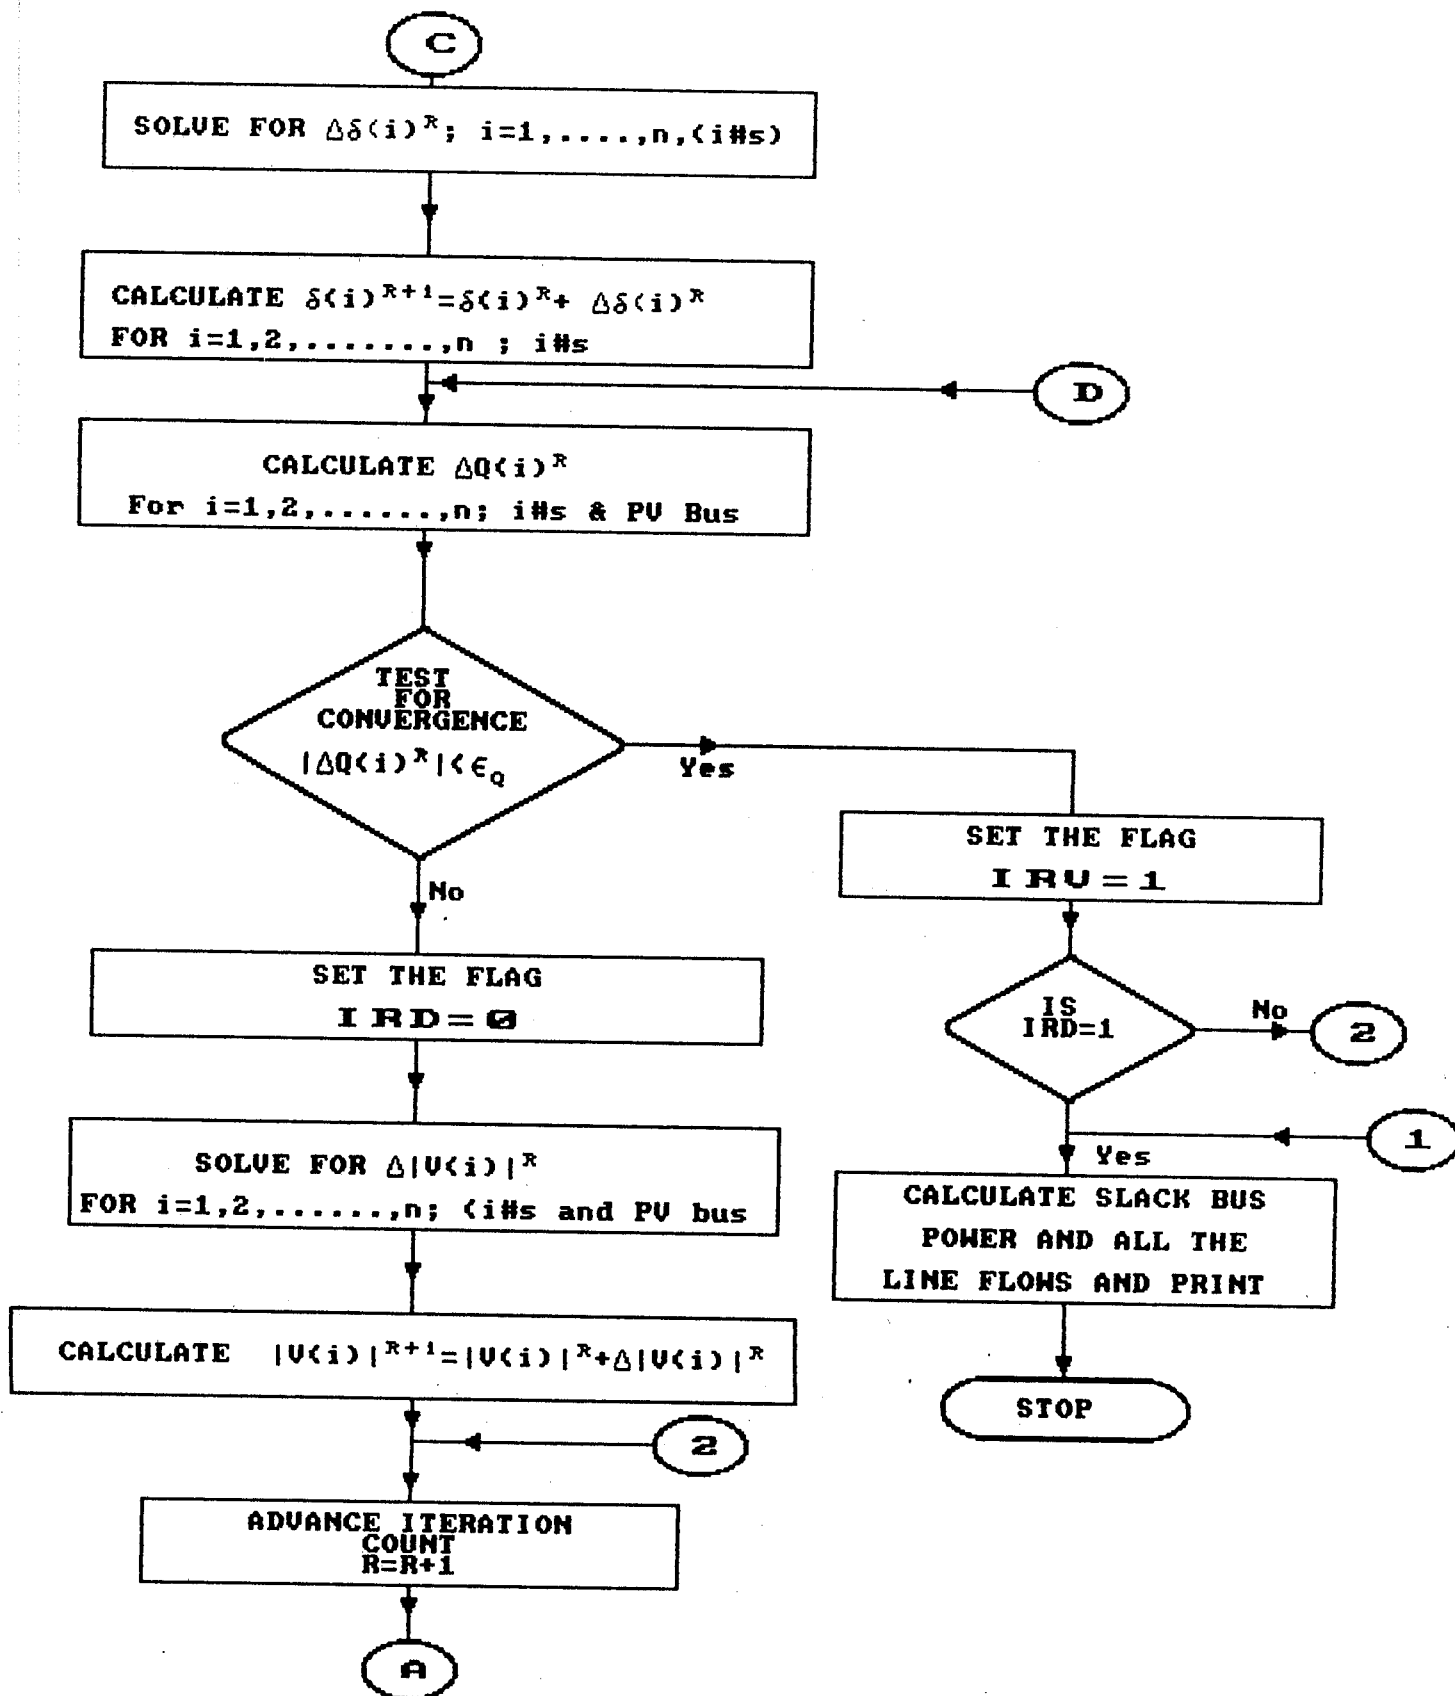 C
SOLVE FOR Δδ(i)ᴿ; i=1,....,n,(i#s)
CALCULATE δ(i)ᴿ⁺¹=δ(i)ᴿ+ Δδ(i)ᴿ
FOR i=1,2,.......,n ; i#s
D
CALCULATE ΔQ(i)ᴿ
For i=1,2,......,n; i#s & PV Bus
TEST
FOR
CONVERGENCE
|ΔQ(i)ᴿ|<ϵ_Q
Yes
No
SET THE FLAG
IRV=1
SET THE FLAG
IRD=0
IS
IRD=1
No
2
1
Yes
SOLVE FOR Δ|V(i)|ᴿ
FOR i=1,2,......,n; (i#s and PV bus
CALCULATE SLACK BUS
POWER AND ALL THE
LINE FLOWS AND PRINT
CALCULATE |V(i)|ᴿ⁺¹=|V(i)|ᴿ+Δ|V(i)|ᴿ
STOP
2
ADVANCE ITERATION
COUNT
R=R+1
A